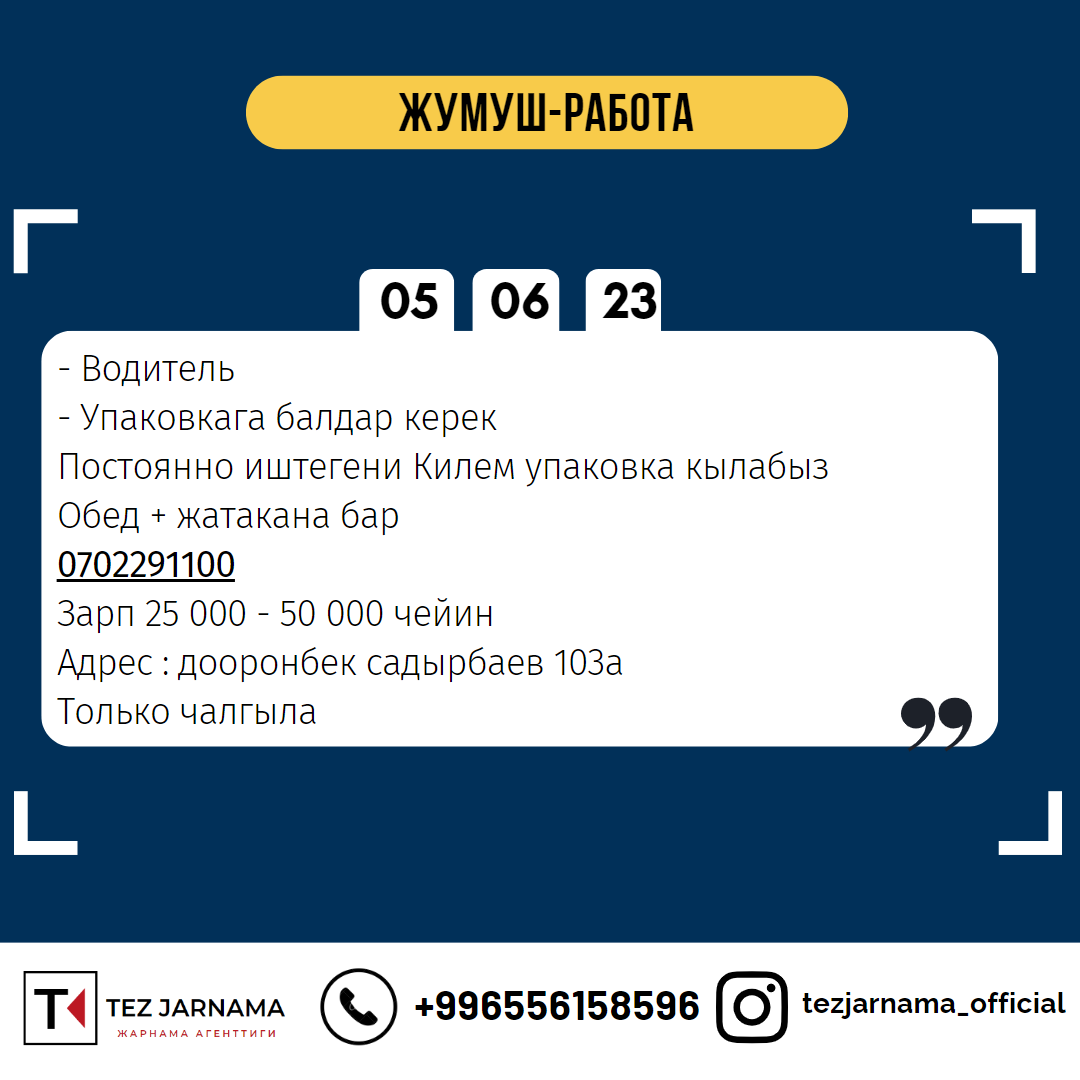 ЖУМУШ-РАБОТА
05 06 23
- Водитель
- Упаковкага балдар керек
Постоянно иштегени Килем упаковка кылабыз
Обед + жатакана бар
0702291100
Зарп 25 000 - 50 000 чейин
Адрес : дооронбек садырбаев 103а
Только чалгыла
”
TEZ JARNAMA
ЖАРНАМА АГЕНТТИГИ
+996556158596
tezjarnama_official